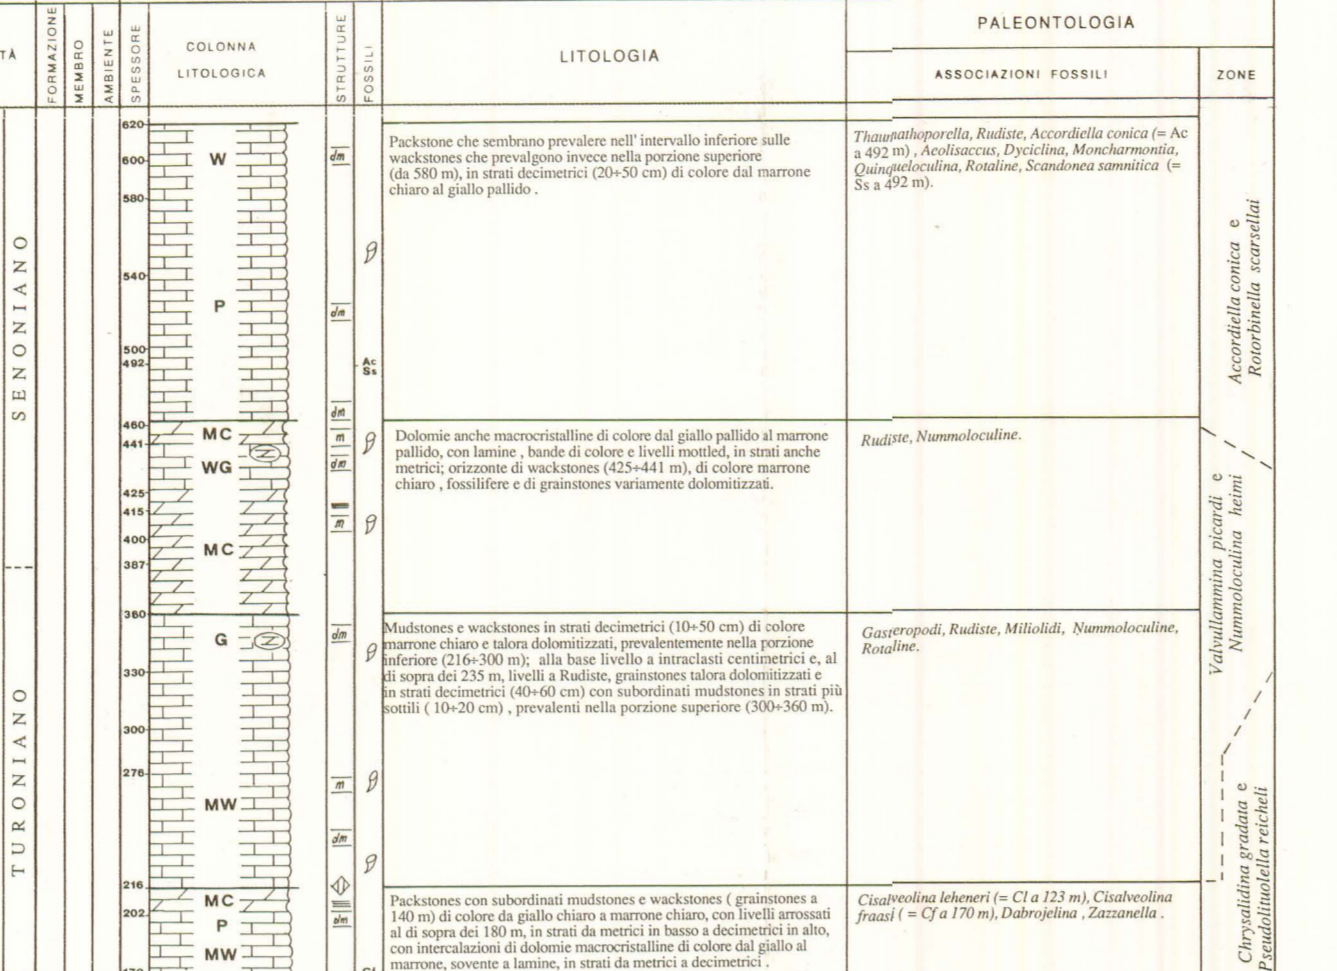 PALEONTOLOGIA
TÀ
FORMAZIONE
MEMBRO
AMBIENTE
SPESSORE
COLONNA
LITOLOGICA
STRUTTURE
FOSSILI
LITOLOGIA
ASSOCIAZIONI FOSSILI
ZONE
SENONIANO
TURONIANO
620
600
580
540
500
492
460
441
425
415
400
387
360
330
300
276
216
202
W
P
MC
WG
MC
G
MW
MC
P
MW
dm
dm
dm
m
dm
m
dm
m
dm
dm
Ac
Ss
Packstone che sembrano prevalere nell' intervallo inferiore sulle
wackstones che prevalgono invece nella porzione superiore
(da 580 m), in strati decimetrici (20÷50 cm) di colore dal marrone
chiaro al giallo pallido .
Thaumathoporella, Rudiste, Accordiella conica (= Ac
a 492 m) , Aeolisaccus, Dyciclina, Moncharmontia,
Quinqueloculina, Rotaline, Scandonea samnitica (=
Ss a 492 m).
Dolomie anche macrocristalline di colore dal giallo pallido al marrone
pallido, con lamine , bande di colore e livelli mottled, in strati anche
metrici; orizzonte di wackstones (425÷441 m), di colore marrone
chiaro , fossilifere e di grainstones variamente dolomitizzati.
Rudiste, Nummoloculine.
Mudstones e wackstones in strati decimetrici (10÷50 cm) di colore
marrone chiaro e talora dolomitizzati, prevalentemente nella porzione
inferiore (216÷300 m); alla base livello a intraclasti centimetrici e, al
di sopra dei 235 m, livelli a Rudiste, grainstones talora dolomitizzati e
in strati decimetrici (40÷60 cm) con subordinati mudstones in strati più
sottili ( 10÷20 cm) , prevalenti nella porzione superiore (300÷360 m).
Gasteropodi, Rudiste, Miliolidi, Nummoloculine,
Rotaline.
Packstones con subordinati mudstones e wackstones ( grainstones a
140 m) di colore da giallo chiaro a marrone chiaro, con livelli arrossati
al di sopra dei 180 m, in strati da metrici in basso a decimetrici in alto,
con intercalazioni di dolomie macrocristalline di colore dal giallo al
marrone, sovente a lamine, in strati da metrici a decimetrici .
Cisalveolina leheneri (= Cl a 123 m), Cisalveolina
fraasi ( = Cf a 170 m), Dabrojelina , Zazzanella .
Accordiella conica e
Rotorbinella scarsellai
Valvullammina picardi e
Nummoloculina heimi
Chrysalidina gradata e
Pseudolituolella reicheli